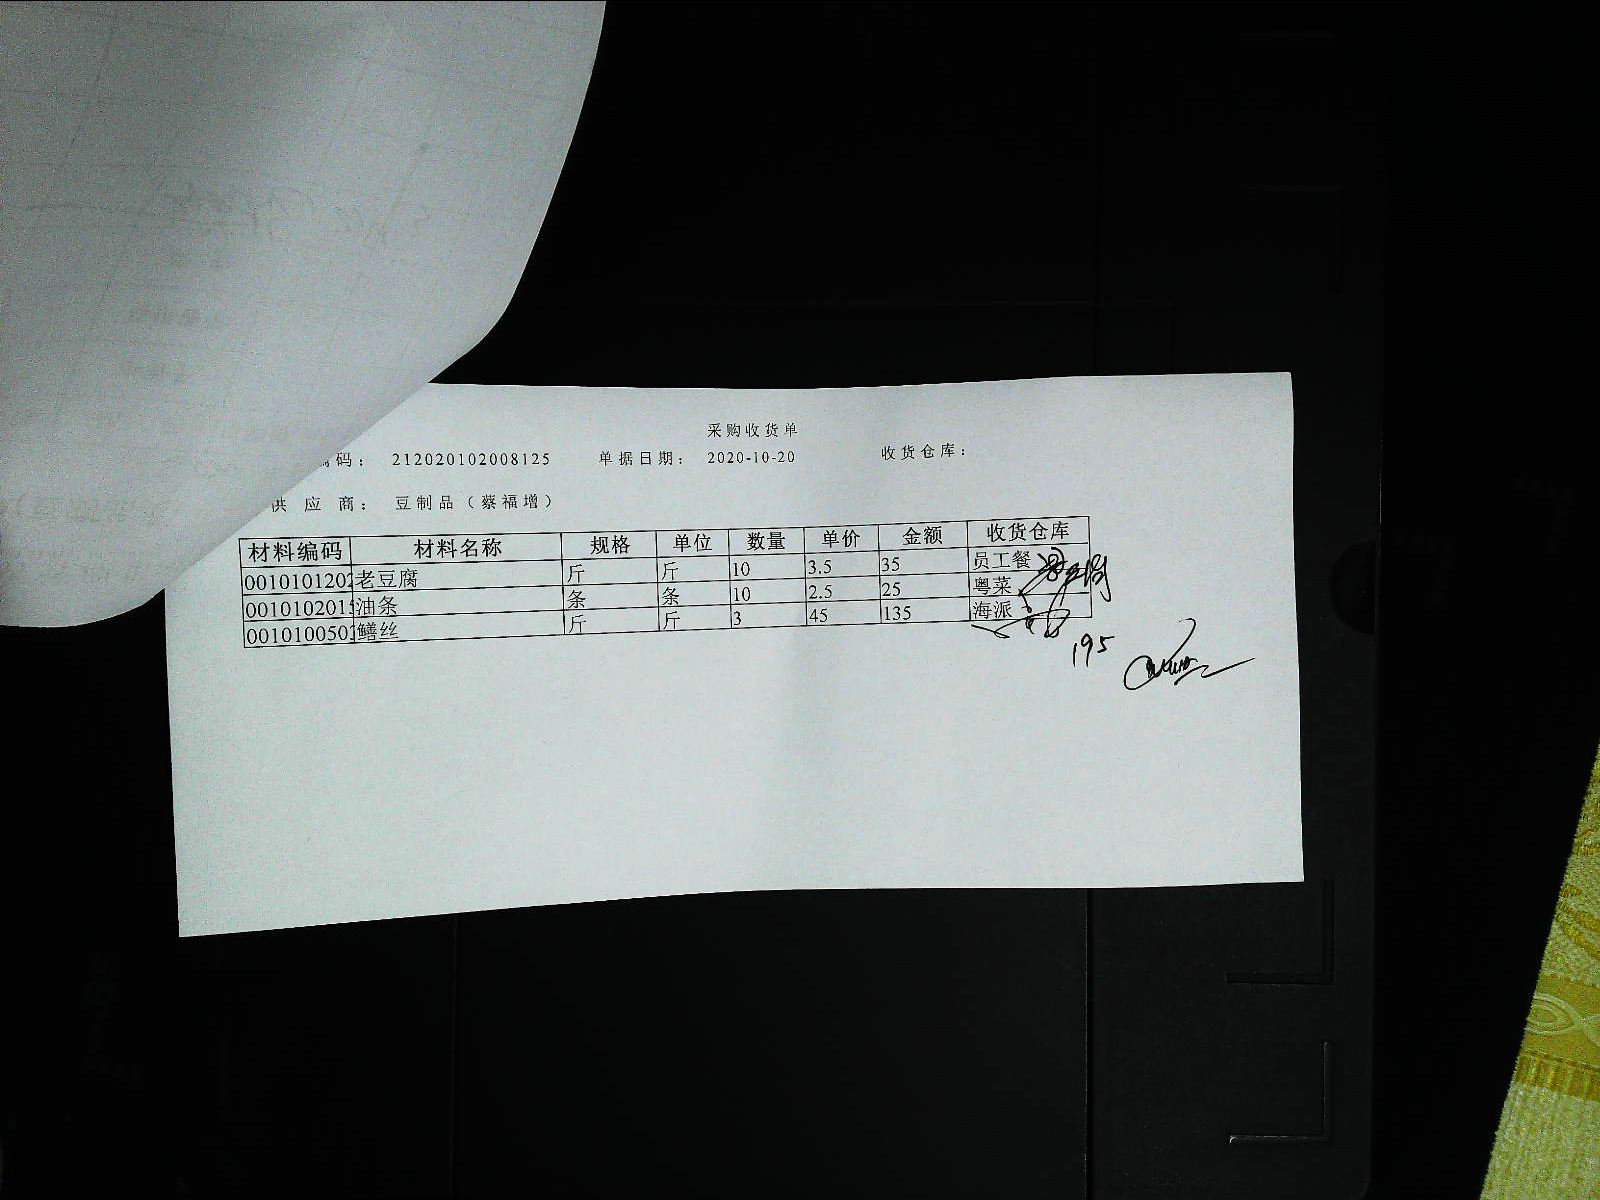 采购收货单
码： 212020102008125 单据日期： 2020-10-20 收货仓库：
供应商： 豆制品（蔡福增）
材料编码 材料名称 规格 单位 数量 单价 金额 收货仓库
0010101202 老豆腐 斤 斤 10 3.5 35 员工餐
001010201 油条 条 条 10 2.5 25 粤菜
001010050 鳝丝 斤 斤 3 45 135 海派
195